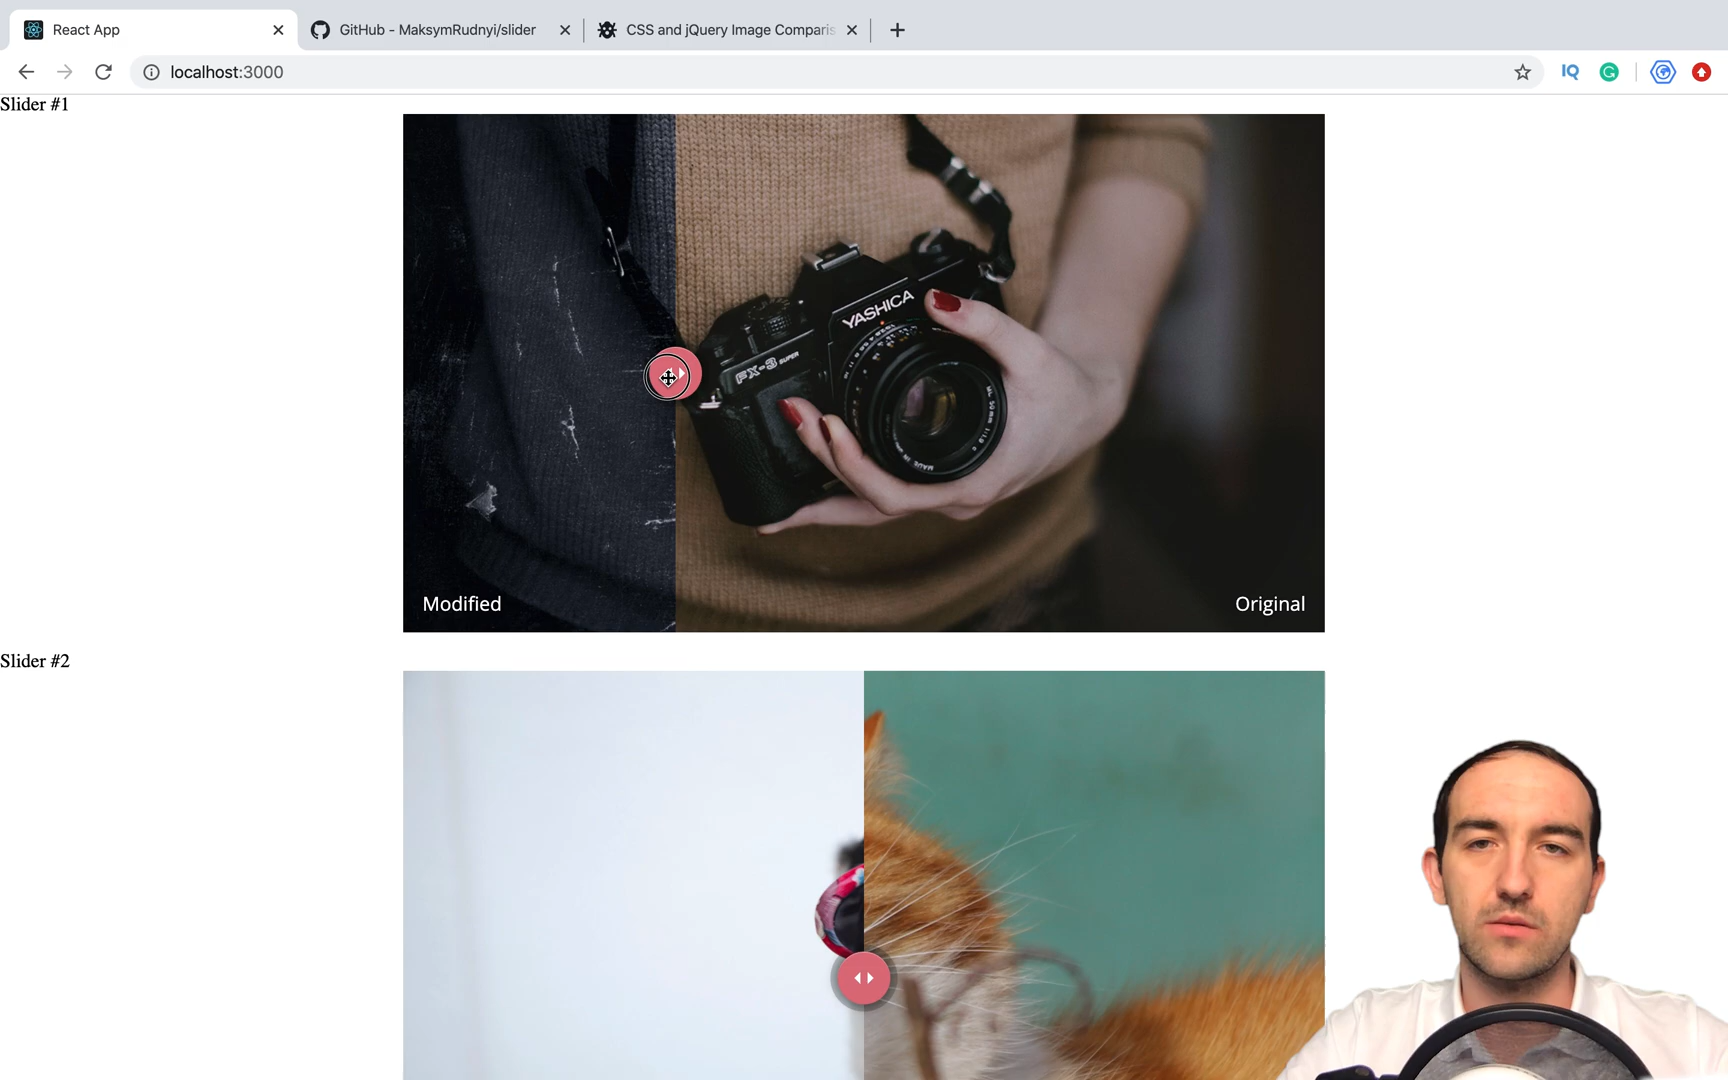 React App
GitHub - MaksymRudnyi/slider
CSS and jQuery Image Comparis
localhost:3000
IQ
Slider #1
YASHICA
FX-3 SUPER
Modified
Original
Slider #2